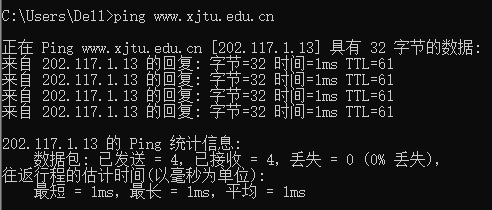 C:\Users\Dell>ping www.xjtu.edu.cn
正在 Ping www.xjtu.edu.cn [202.117.1.13] 具有 32 字节的数据:
来自 202.117.1.13 的回复: 字节=32 时间=1ms TTL=61
来自 202.117.1.13 的回复: 字节=32 时间=1ms TTL=61
来自 202.117.1.13 的回复: 字节=32 时间=1ms TTL=61
来自 202.117.1.13 的回复: 字节=32 时间=1ms TTL=61
202.117.1.13 的 Ping 统计信息:
数据包: 已发送 = 4，已接收 = 4，丢失 = 0 (0% 丢失)，
往返行程的估计时间(以毫秒为单位):
最短 = 1ms，最长 = 1ms，平均 = 1ms